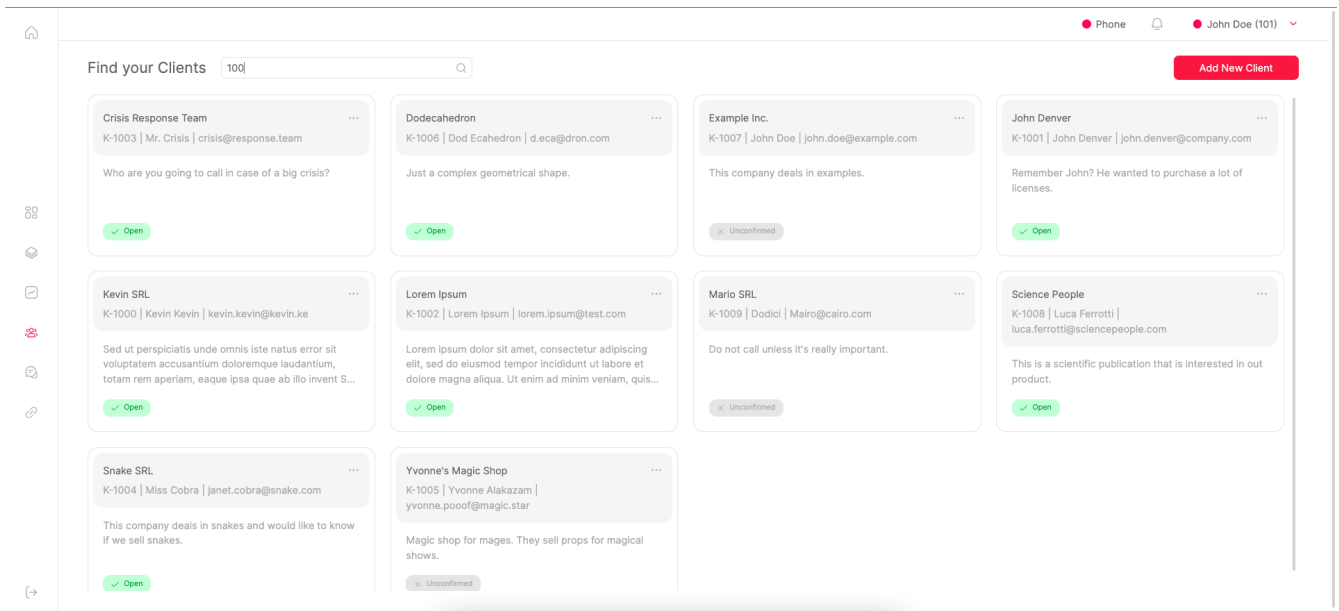 Phone
John Doe (101)
Find your Clients
100
Add New Client
Crisis Response Team
K-1003 | Mr. Crisis | crisis@response.team
Who are you going to call in case of a big crisis?
Open
Dodecahedron
K-1006 | Dod Ecahedron | d.eca@dron.com
Just a complex geometrical shape.
Open
Example Inc.
K-1007 | John Doe | john.doe@example.com
This company deals in examples.
Unconfirmed
John Denver
K-1001 | John Denver | john.denver@company.com
Remember John? He wanted to purchase a lot of
licenses.
Open
Kevin SRL
K-1000 | Kevin Kevin | kevin.kevin@kevin.ke
Sed ut perspiciatis unde omnis iste natus error sit
voluptatem accusantium doloremque laudantium,
totam rem aperiam, eaque ipsa quae ab illo invent S...
Open
Lorem Ipsum
K-1002 | Lorem Ipsum | lorem.ipsum@test.com
Lorem ipsum dolor sit amet, consectetur adipiscing
elit, sed do eiusmod tempor incididunt ut labore et
dolore magna aliqua. Ut enim ad minim veniam, quis...
Open
Mario SRL
K-1009 | Dodici | Mairo@cairo.com
Do not call unless it's really important.
Unconfirmed
Science People
K-1008 | Luca Ferrotti |
luca.ferrotti@sciencepeople.com
This is a scientific publication that is interested in out
product.
Open
Snake SRL
K-1004 | Miss Cobra | janet.cobra@snake.com
This company deals in snakes and would like to know
if we sell snakes.
Open
Yvonne's Magic Shop
K-1005 | Yvonne Alakazam |
yvonne.pooof@magic.star
Magic shop for mages. They sell props for magical
shows.
Unconfirmed